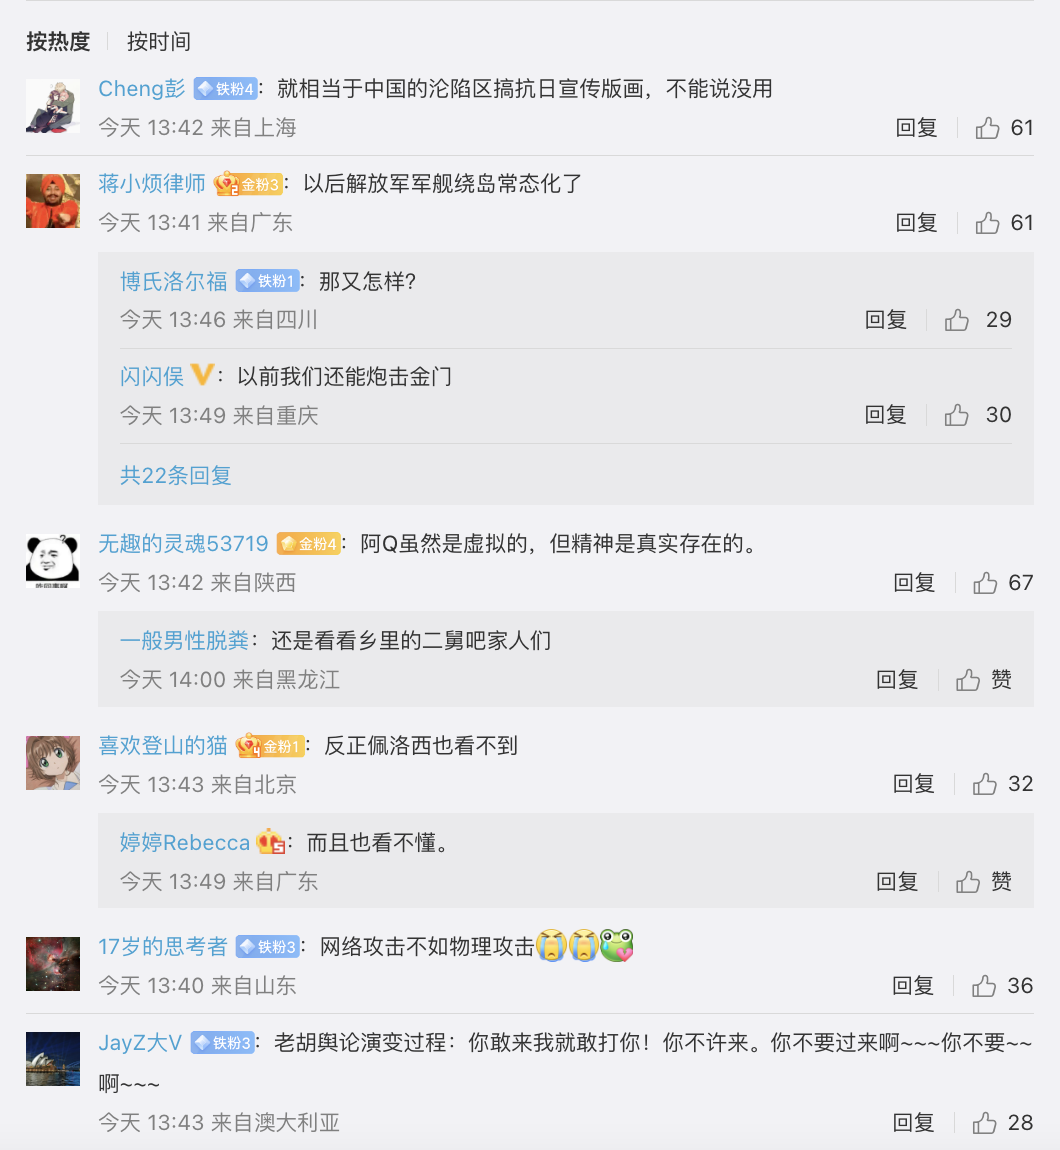 按热度 按时间
Cheng彭 铁粉4：就相当于中国的沦陷区搞抗日宣传版画，不能说没用
今天 13:42 来自上海 回复 61
蒋小烦律师 2 金粉3：以后解放军军舰绕岛常态化了
今天 13:41 来自广东 回复 61
博氏洛尔福 铁粉1：那又怎样?
今天 13:46 来自四川 回复 29
闪闪俣 V：以前我们还能炮击金门
今天 13:49 来自重庆 回复 30
共22条回复
无趣的灵魂53719 金粉4：阿Q虽然是虚拟的，但精神是真实存在的。
今天 13:42 来自陕西 回复 67
一般男性脱粪：还是看看乡里的二舅吧家人们
今天 14:00 来自黑龙江 回复 赞
喜欢登山的猫 4 金粉1：反正佩洛西也看不到
今天 13:43 来自北京 回复 32
婷婷Rebecca 5：而且也看不懂。
今天 13:49 来自广东 回复 赞
17岁的思考者 铁粉3：网络攻击不如物理攻击😭😭
今天 13:40 来自山东 回复 36
JayZ大V 铁粉3：老胡舆论演变过程：你敢来我就敢打你！你不许来。你不要过来啊~~~你不要~~
啊~~~
今天 13:43 来自澳大利亚 回复 28